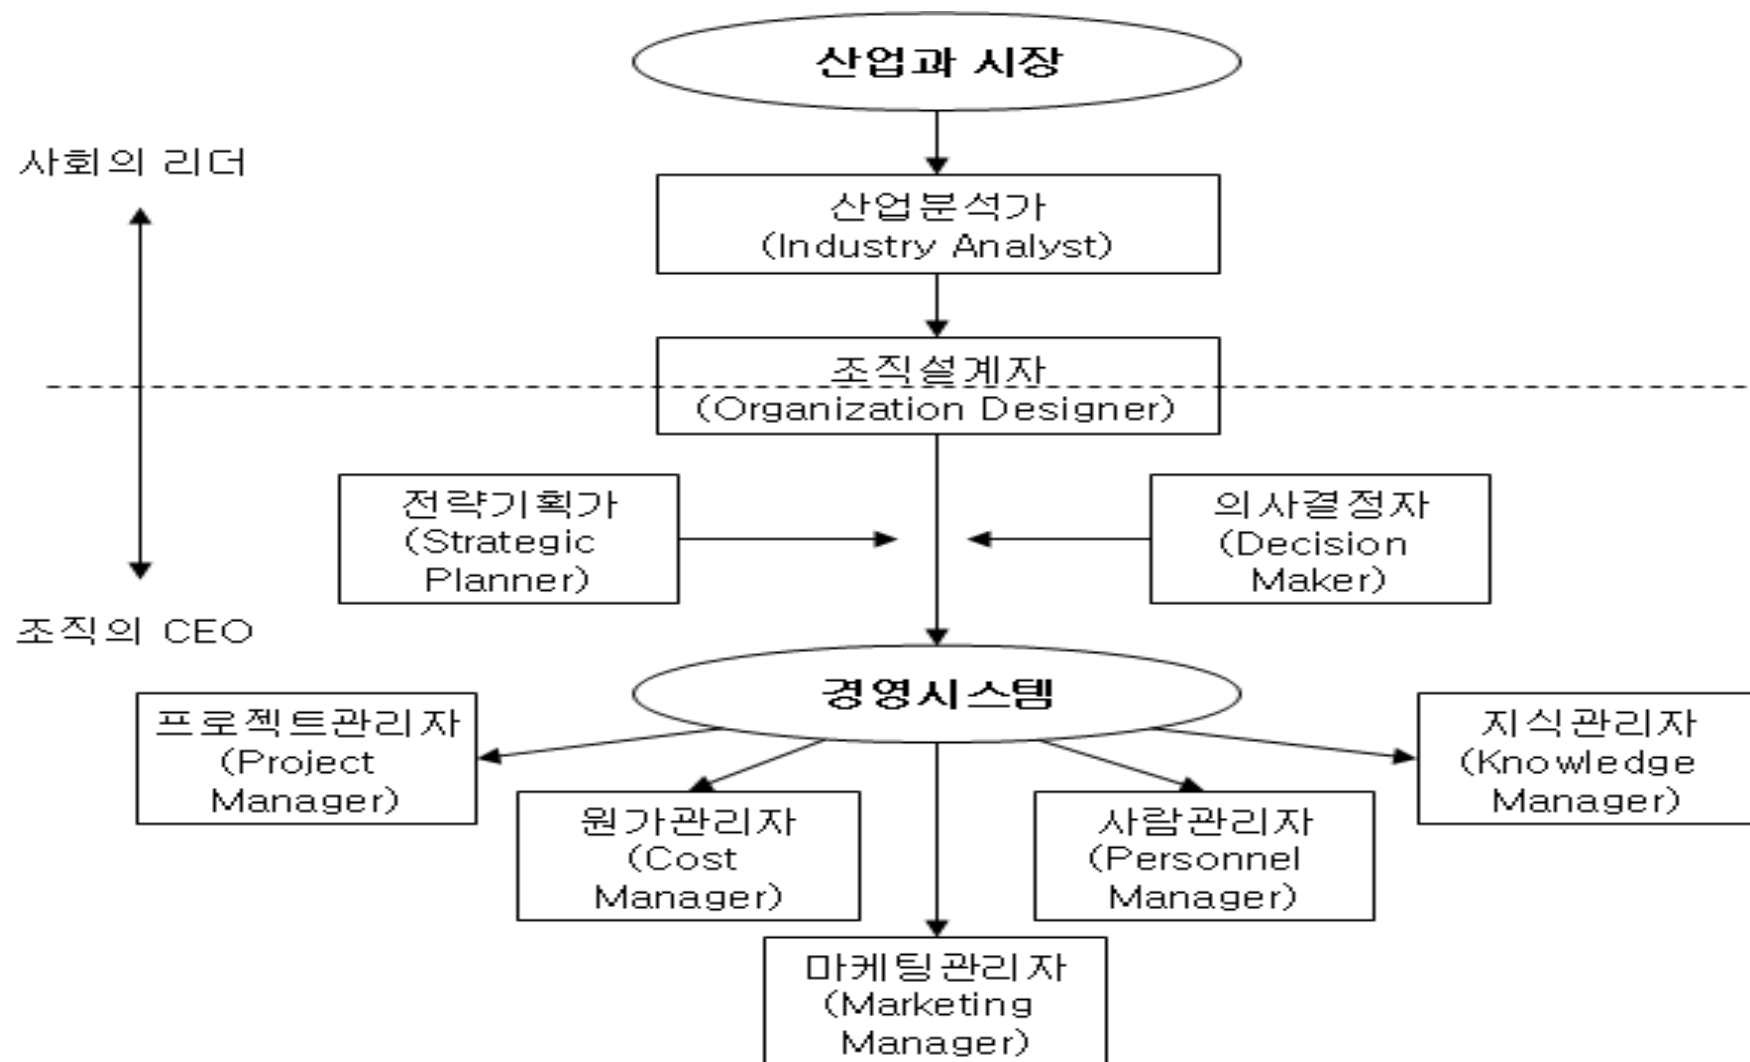 산업과 시장
사회의 리더
산업분석가
(Industry Analyst)
조직설계자
(Organization Designer)
전략기획가
(Strategic
Planner)
의사결정자
(Decision
Maker)
조직의 CEO
경영시스템
프로젝트관리자
(Project
Manager)
원가관리자
(Cost
Manager)
마케팅관리자
(Marketing
Manager)
사람관리자
(Personnel
Manager)
지식관리자
(Knowledge
Manager)